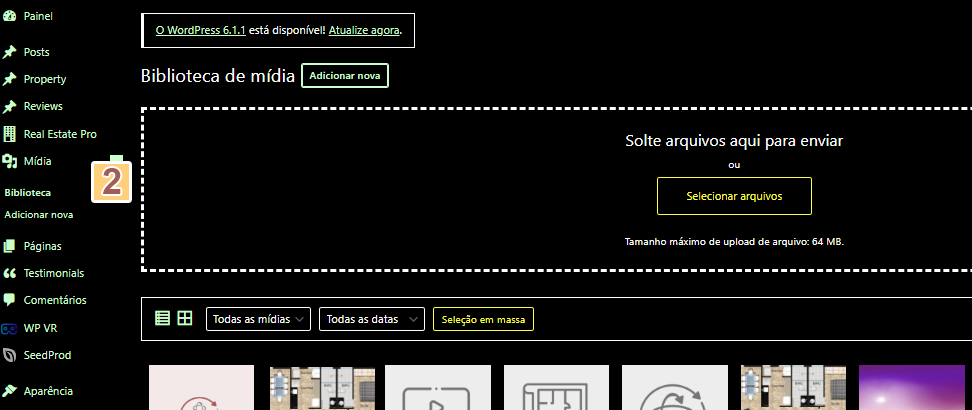 Painel
Posts
Property
Reviews
Real Estate Pro
Mídia
2
Biblioteca
Adicionar nova
Páginas
Testimonials
Comentários
WP VR
SeedProd
Aparência
O WordPress 6.1.1 está disponível! Atualize agora.
Biblioteca de mídia Adicionar nova
Solte arquivos aqui para enviar
ou
Selecionar arquivos
Tamanho máximo de upload de arquivo: 64 MB.
Todas as mídias Todas as datas Seleção em massa